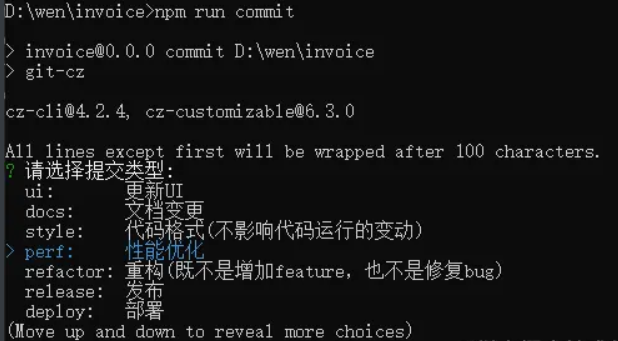 D:\wen\invoice>npm run commit
> invoice@0.0.0 commit D:\wen\invoice
> git-cz
cz-cli@4.2.4, cz-customizable@6.3.0
All lines except first will be wrapped after 100 characters.
? 请选择提交类型:
ui: 更新UI
docs: 文档变更
style: 代码格式(不影响代码运行的变动)
> perf: 性能优化
refactor: 重构(既不是增加feature, 也不是修复bug)
release: 发布
deploy: 部署
(Move up and down to reveal more choices)